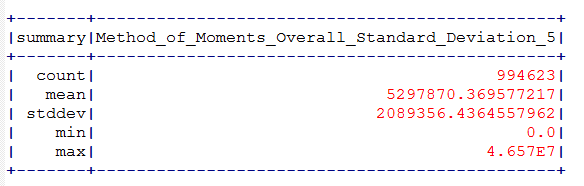 +-------+--------------------------------------------+
|summary|Method_of_Moments_Overall_Standard_Deviation_5|
+-------+--------------------------------------------+
| count| 994623|
| mean| 5297870.369577217|
| stddev| 2089356.4364557962|
| min| 0.0|
| max| 4.657E7|
+-------+--------------------------------------------+